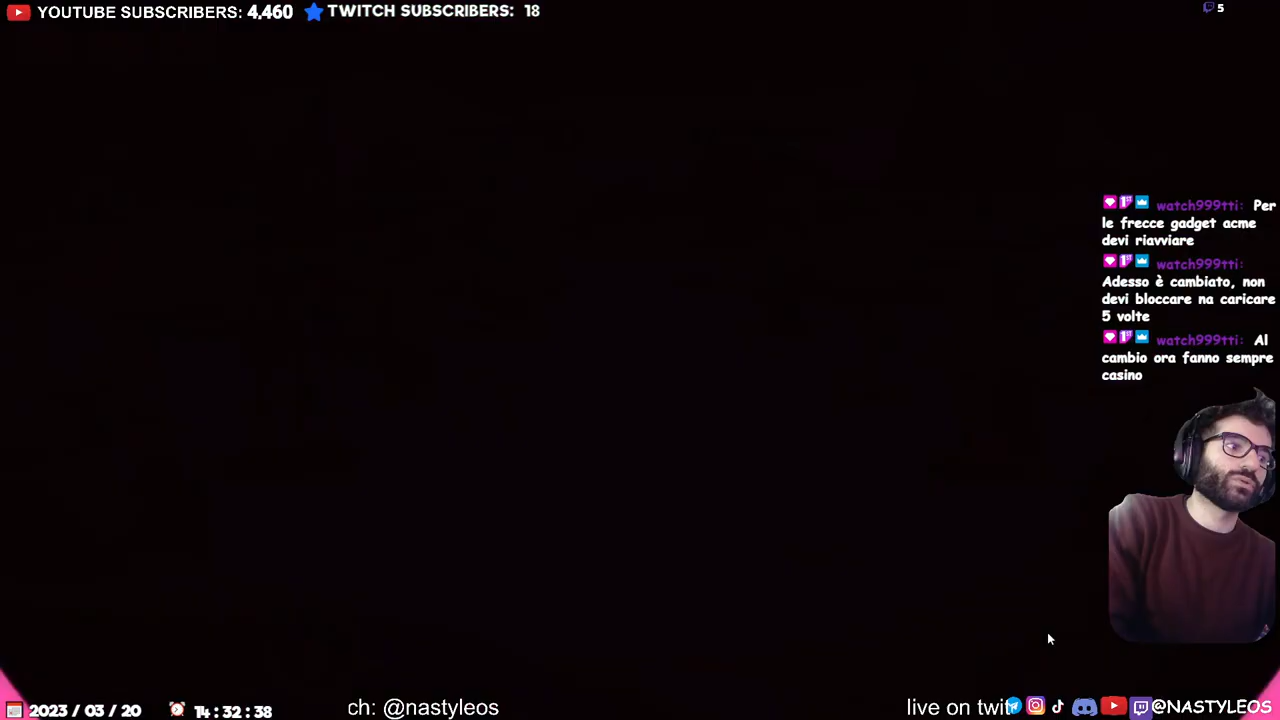 YOUTUBE SUBSCRIBERS: 4,460 TWITCH SUBSCRIBERS: 18
5
watch999tti: Per
le frecce gadget acme
devi riavviare
watch999tti:
Adesso è cambiato, non
devi bloccare na caricare
5 volte
watch999tti: Al
cambio ora fanno sempre
casino
2023 / 03 / 20 14:32:38 ch: @nastyleos live on twit @NASTYLEOS